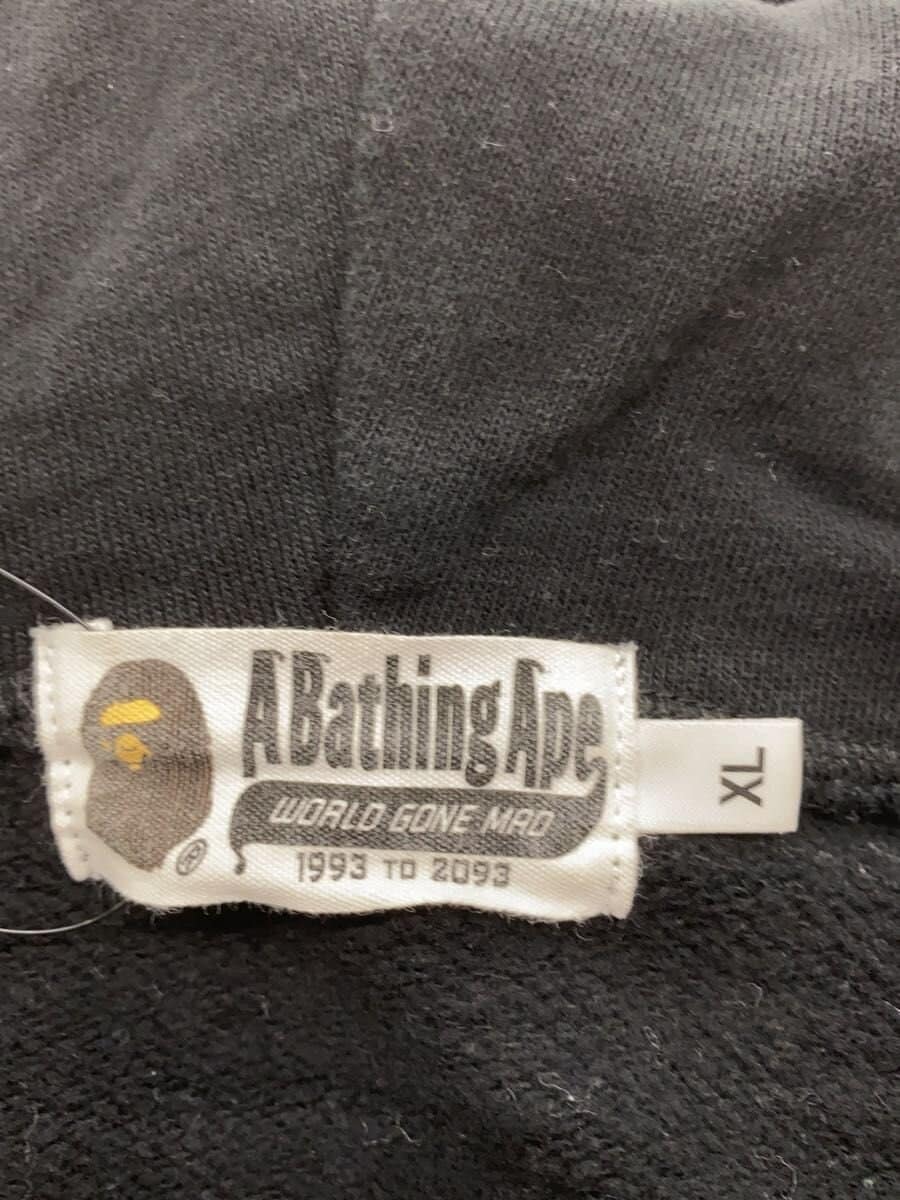 A Bathing Ape
WORLD GONE MAD
1993 TO 2093
®
XL